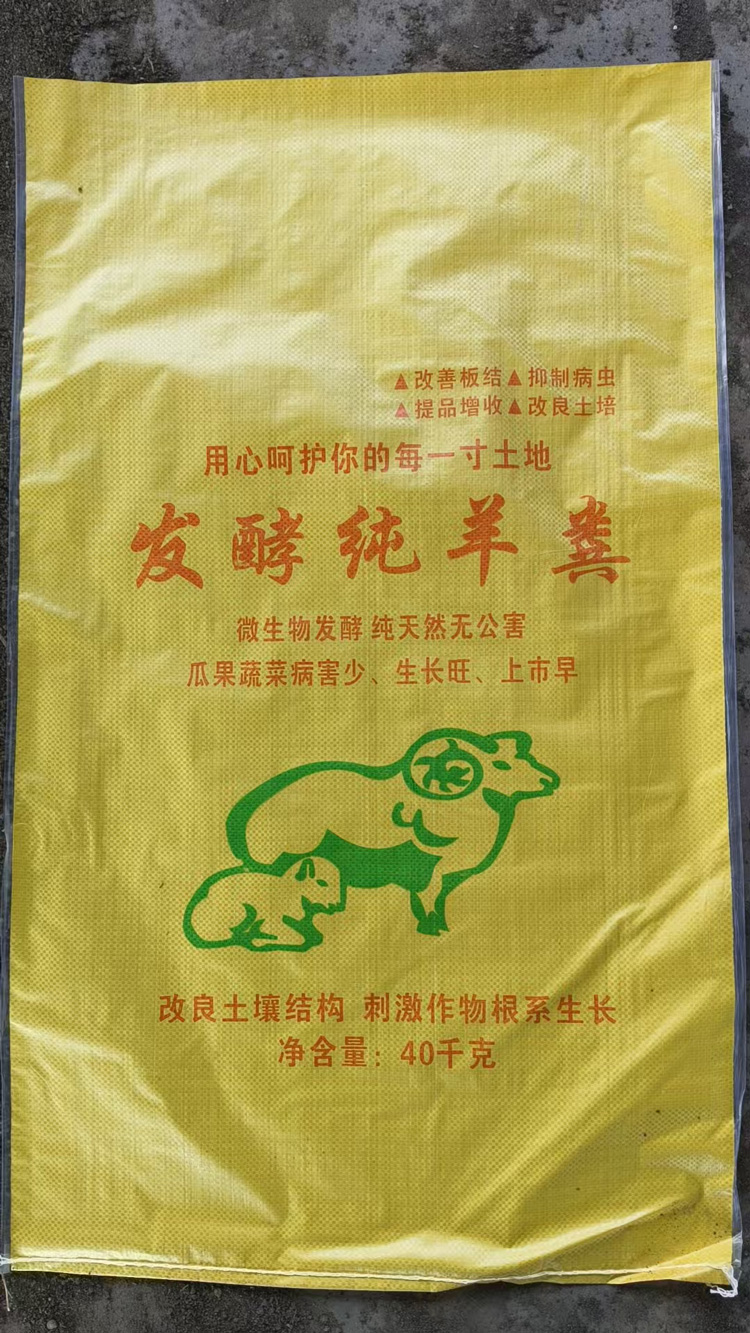 ▲改善板结▲抑制病虫
▲提品增收▲改良土培
用心呵护你的每一寸土地
发酵纯羊粪
微生物发酵 纯天然无公害
瓜果蔬菜病害少、生长旺、上市早
改良土壤结构 刺激作物根系生长
净含量：40千克